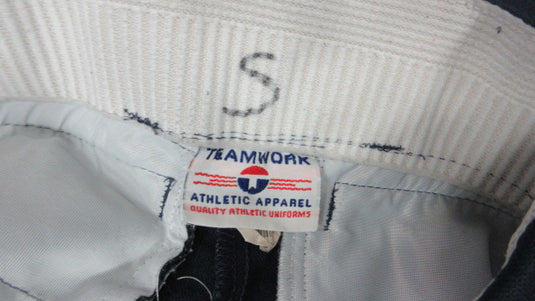 S
TEAMWORK
ATHLETIC APPAREL
QUALITY ATHLETIC UNIFORMS